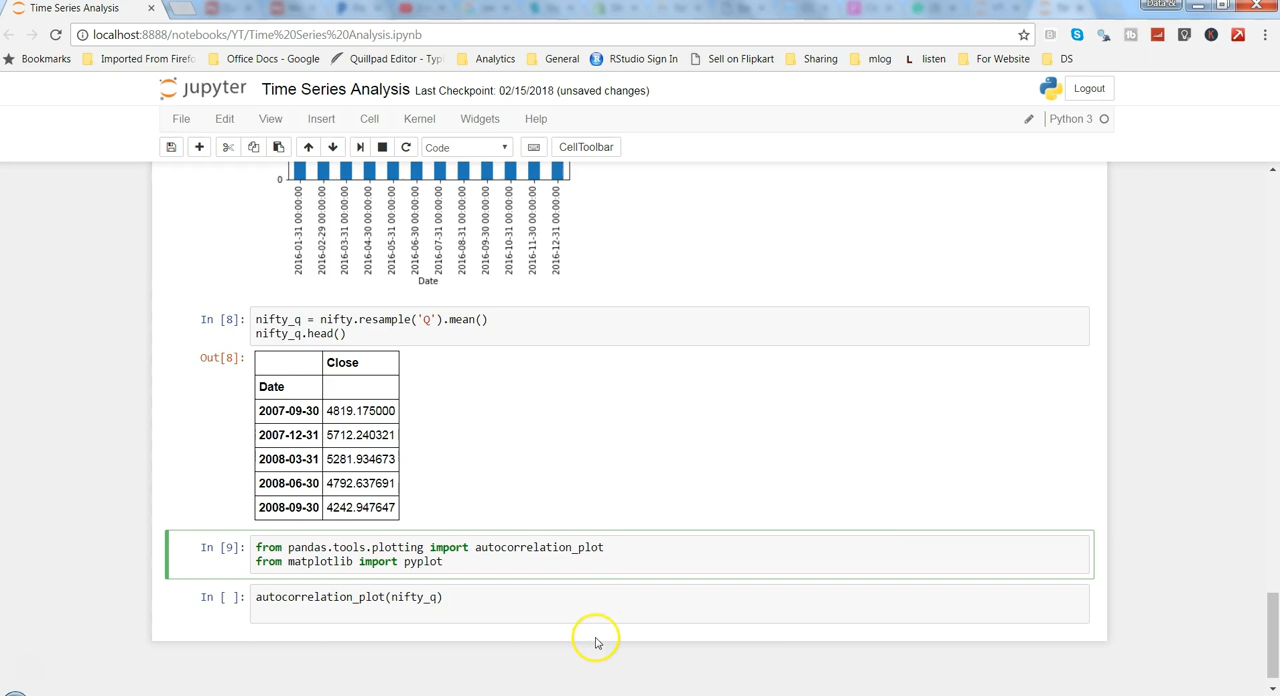 Time Series Analysis
Data&
localhost:8888/notebooks/YT/Time%20Series%20Analysis.ipynb
Bookmarks Imported From Firefo Office Docs - Google Quillpad Editor - Typi Analytics General RStudio Sign In Sell on Flipkart Sharing mlog L listen For Website DS
jupyter Time Series Analysis Last Checkpoint: 02/15/2018 (unsaved changes) Logout
File Edit View Insert Cell Kernel Widgets Help Python 3
Code CellToolbar
0
2016-01-31 00:00:00
2016-02-29 00:00:00
2016-03-31 00:00:00
2016-04-30 00:00:00
2016-05-31 00:00:00
2016-06-30 00:00:00
2016-07-31 00:00:00
2016-08-31 00:00:00
2016-09-30 00:00:00
2016-10-31 00:00:00
2016-11-30 00:00:00
2016-12-31 00:00:00
Date
In [8]: nifty_q = nifty.resample('Q').mean()
nifty_q.head()
Out[8]:
Close
Date
2007-09-30 4819.175000
2007-12-31 5712.240321
2008-03-31 5281.934673
2008-06-30 4792.637691
2008-09-30 4242.947647
In [9]: from pandas.tools.plotting import autocorrelation_plot
from matplotlib import pyplot
In [ ]: autocorrelation_plot(nifty_q)